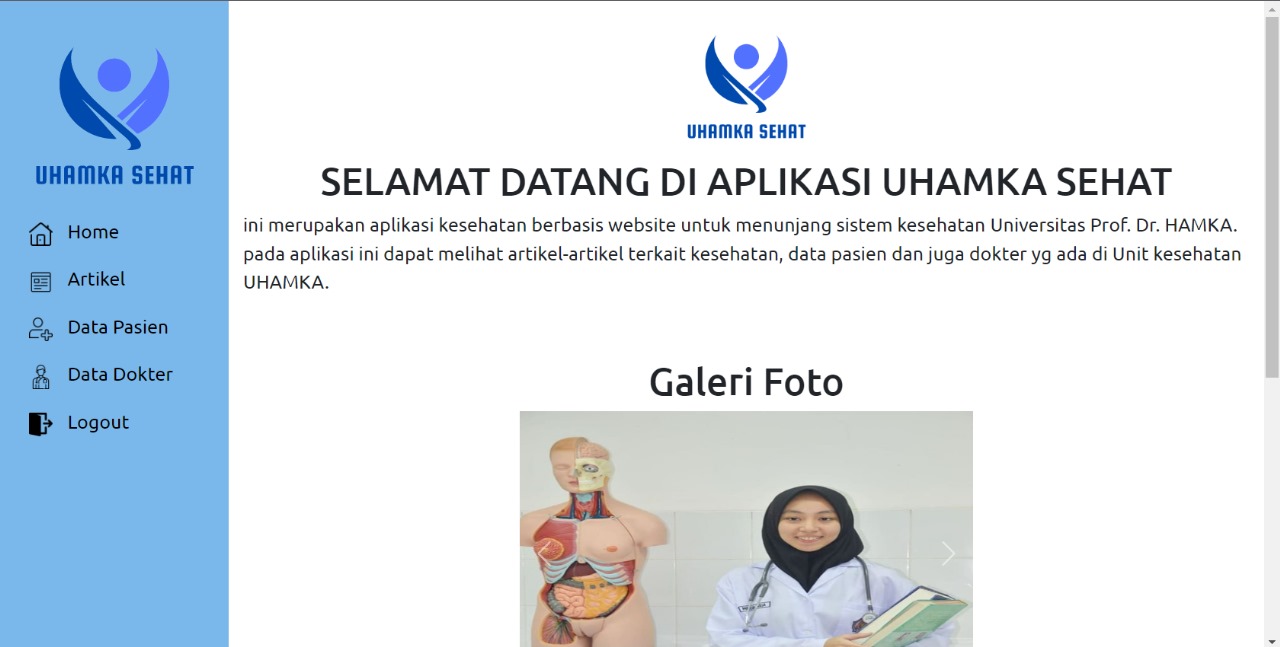 UHAMKA SEHAT
Home
Artikel
Data Pasien
Data Dokter
Logout
UHAMKA SEHAT
SELAMAT DATANG DI APLIKASI UHAMKA SEHAT
ini merupakan aplikasi kesehatan berbasis website untuk menunjang sistem kesehatan Universitas Prof. Dr. HAMKA.
pada aplikasi ini dapat melihat artikel-artikel terkait kesehatan, data pasien dan juga dokter yg ada di Unit kesehatan
UHAMKA.
Galeri Foto